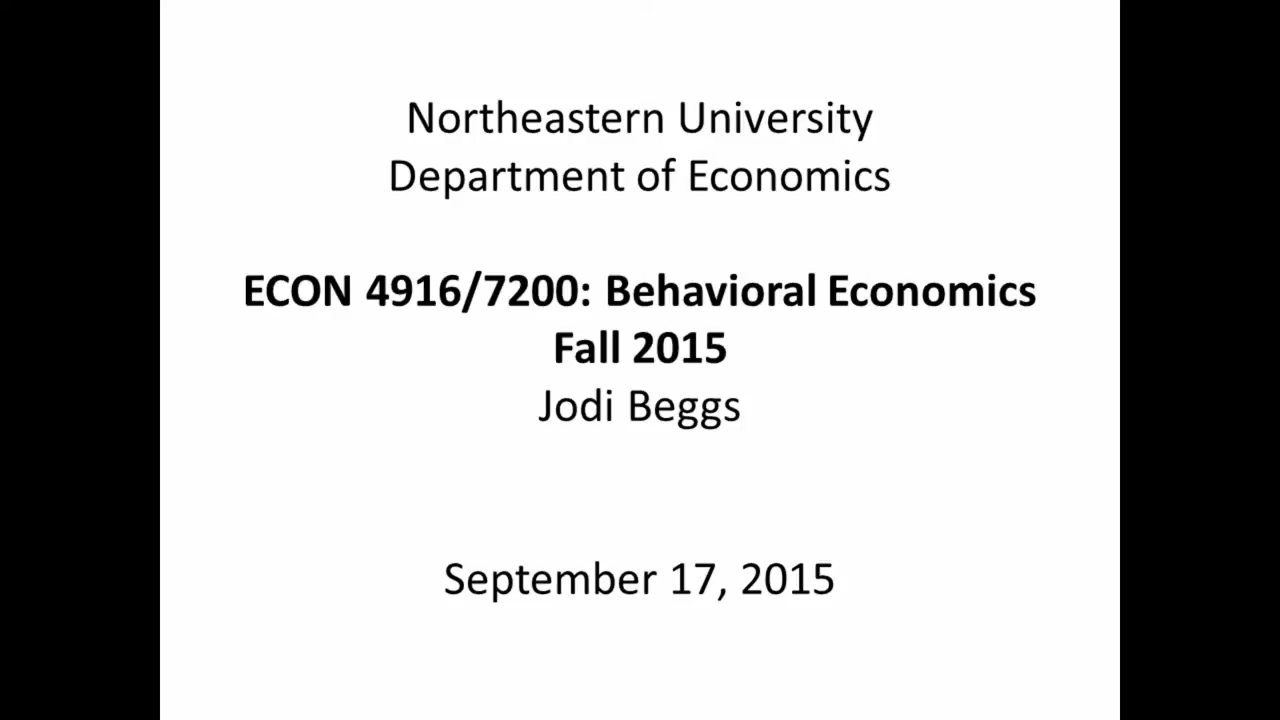 Northeastern University
Department of Economics
ECON 4916/7200: Behavioral Economics
Fall 2015
Jodi Beggs
September 17, 2015